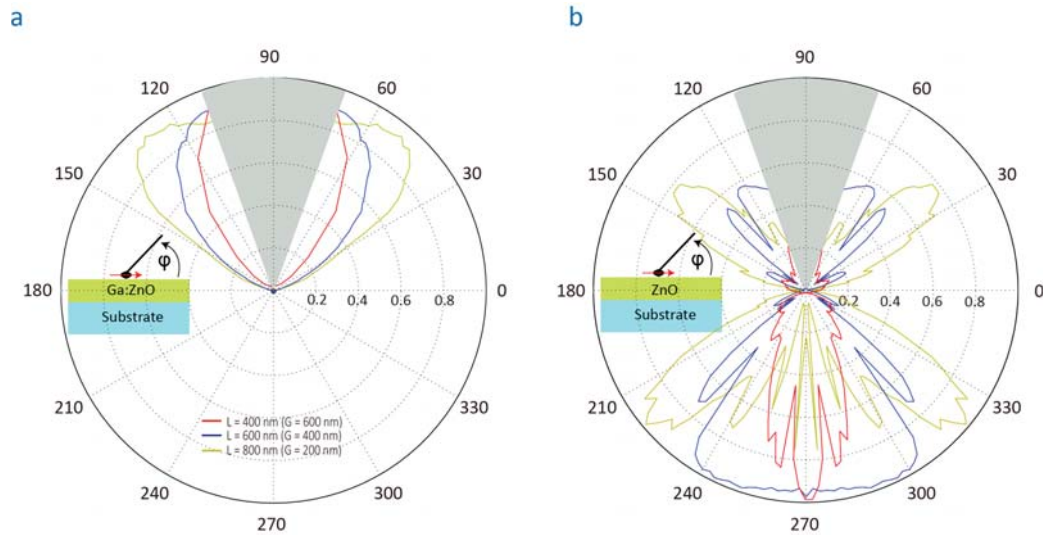 a
90
120
60
150
30
φ
Ga:ZnO
Substrate
180
0.2
0.4
0.6
0.8
0
210
330
L = 400 nm (G = 600 nm)
L = 600 nm (G = 400 nm)
L = 800 nm (G = 200 nm)
240
300
270
b
90
120
60
150
30
φ
ZnO
Substrate
180
0.2
0.4
0.6
0.8
0
210
330
240
300
270